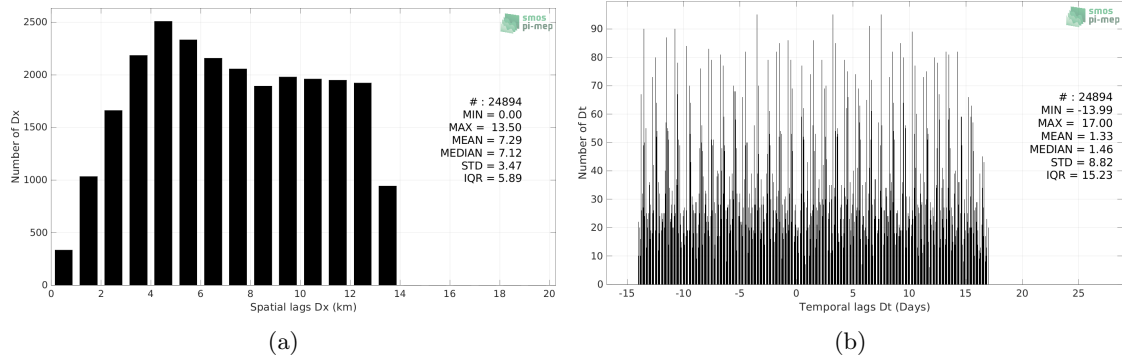 2500
2000
1500
1000
500
0
0 2 4 6 8 10 12 14 16 18 20
Number of Dx
Spatial lags Dx (km)
smos
pi-mep
# : 24894
MIN = 0.00
MAX = 13.50
MEAN = 7.29
MEDIAN = 7.12
STD = 3.47
IQR = 5.89
(a)
90
80
70
60
50
40
30
20
10
0
-15 -10 -5 0 5 10 15 20 25
Number of Dt
Temporal lags Dt (Days)
smos
pi-mep
# : 24894
MIN = -13.99
MAX = 17.00
MEAN = 1.33
MEDIAN = 1.46
STD = 8.82
IQR = 15.23
(b)